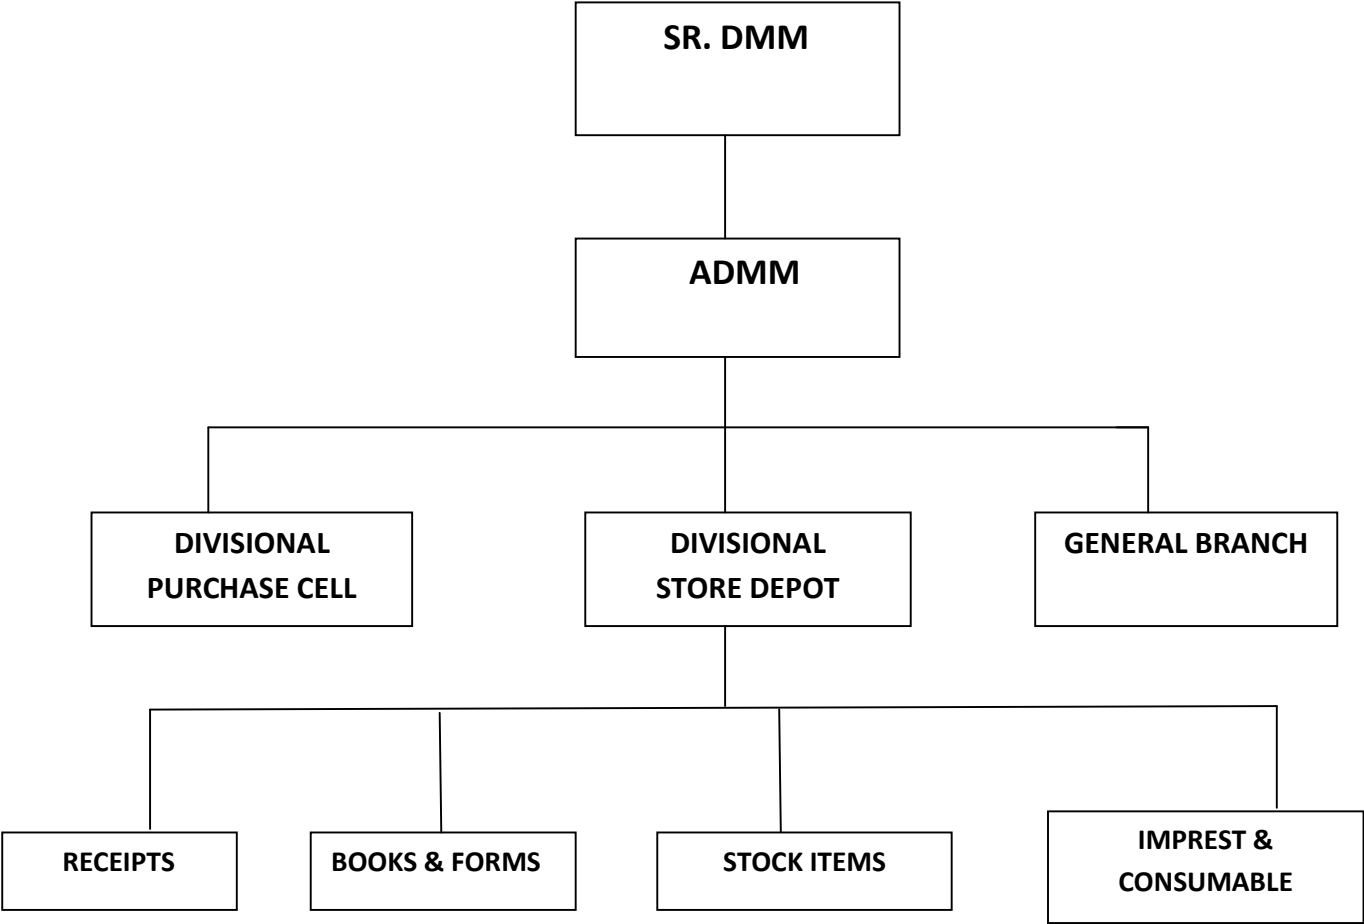 SR. DMM
ADMM
DIVISIONAL
PURCHASE CELL
DIVISIONAL
STORE DEPOT
GENERAL BRANCH
RECEIPTS
BOOKS & FORMS
STOCK ITEMS
IMPREST &
CONSUMABLE